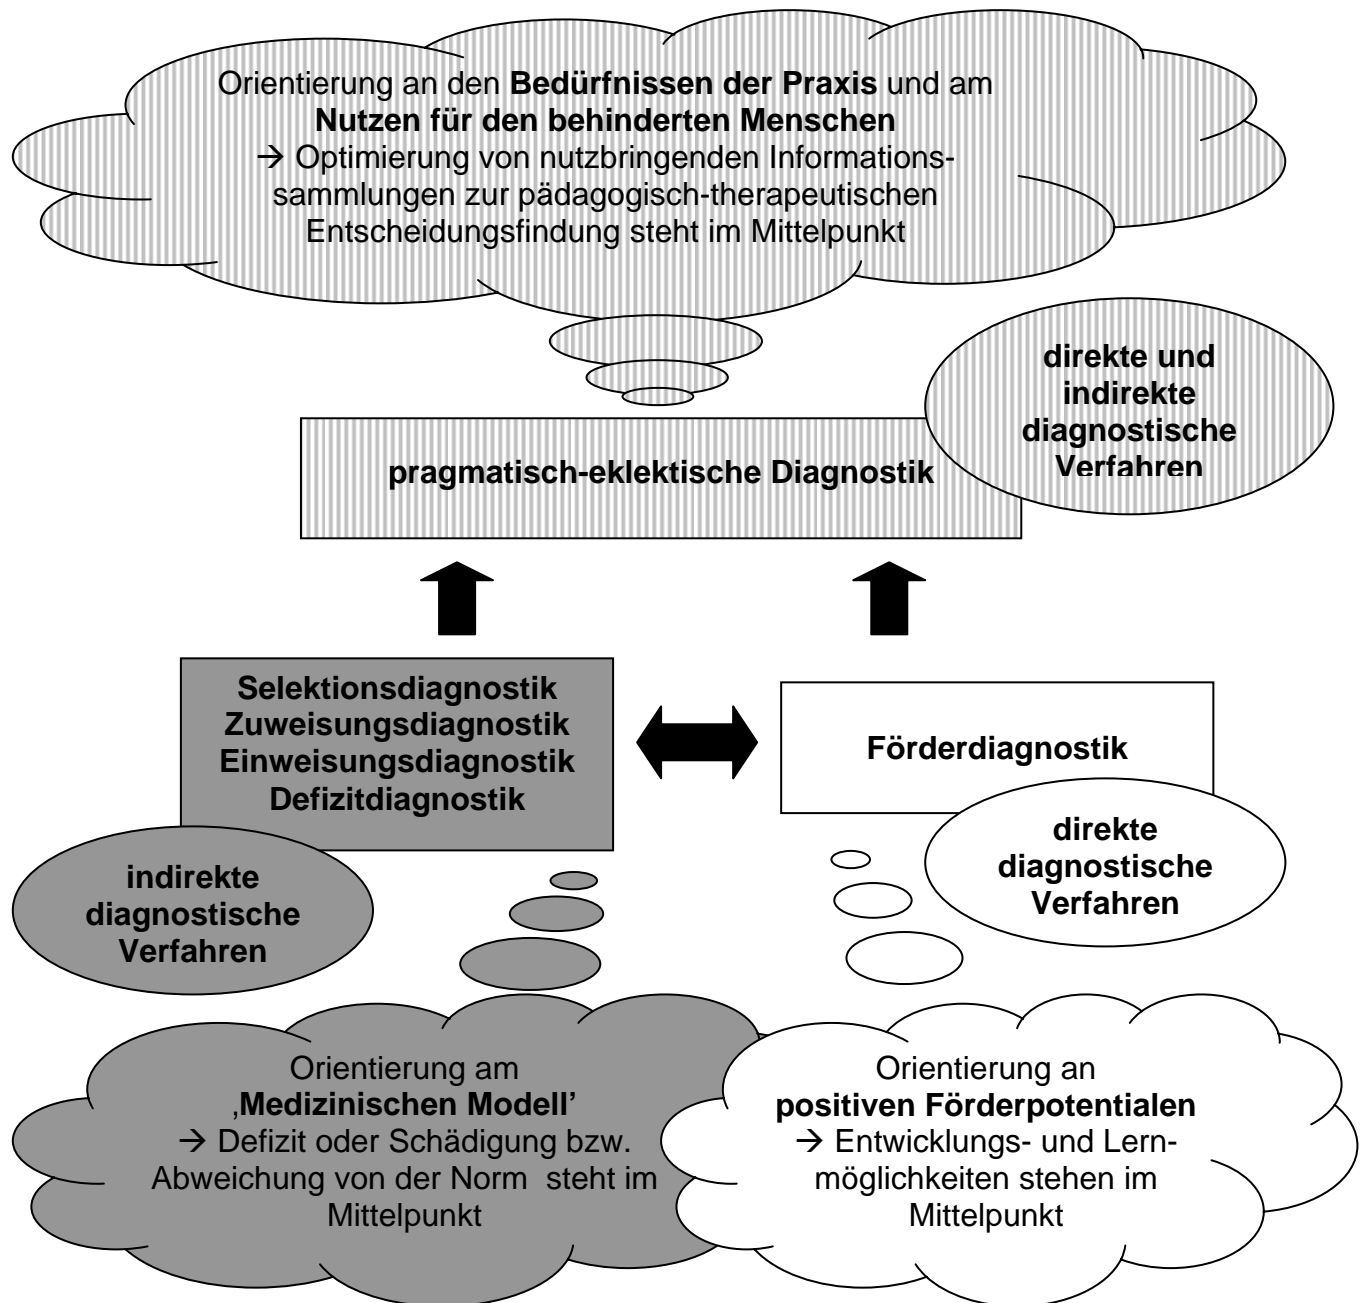 Orientierung an den Bedürfnissen der Praxis und am
Nutzen für den behinderten Menschen
→ Optimierung von nutzbringenden Informations-
sammlungen zur pädagogisch-therapeutischen
Entscheidungsfindung steht im Mittelpunkt
direkte und
indirekte
diagnostische
Verfahren
pragmatisch-eklektische Diagnostik
Selektionsdiagnostik
Zuweisungsdiagnostik
Einweisungsdiagnostik
Defizitdiagnostik
Förderdiagnostik
indirekte
diagnostische
Verfahren
direkte
diagnostische
Verfahren
Orientierung am
‚Medizinischen Modell’
→ Defizit oder Schädigung bzw.
Abweichung von der Norm  steht im
Mittelpunkt
Orientierung an
positiven Förderpotentialen
→ Entwicklungs- und Lern-
möglichkeiten stehen im
Mittelpunkt